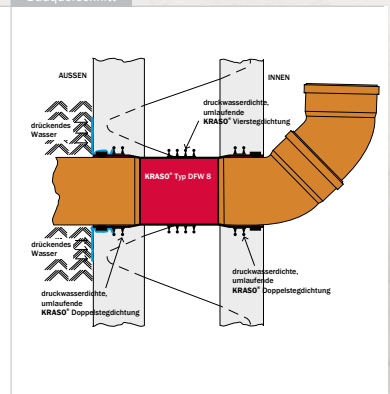 Bauquerschnitt
AUSSEN
INNEN
drückendes
Wasser
druckwasserdichte,
umlaufende
KRASO® Vierstegdichtung
KRASO® Typ DFW S
drückendes
Wasser
druckwasserdichte,
umlaufende
KRASO® Doppelstegdichtung
druckwasserdichte,
umlaufende
KRASO® Doppelstegdichtung